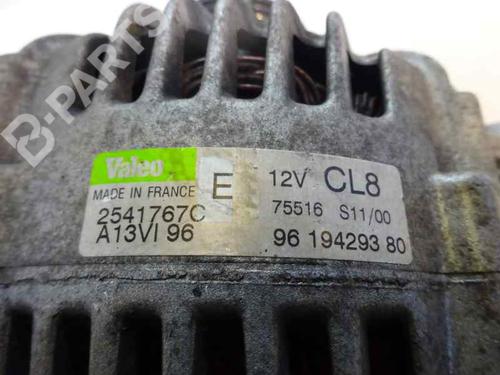 B-PARTS
Valeo
MADE IN FRANCE
E
12V CL8
2541767C
75516 S11/00
A13VI 96
96 194293 80